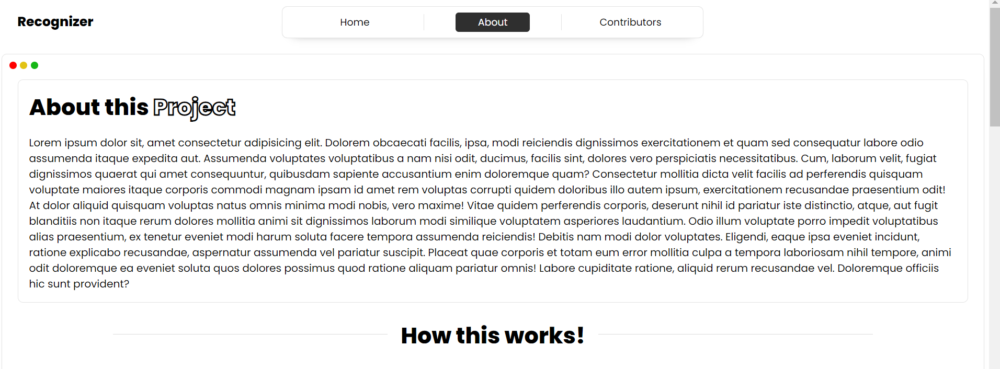 Recognizer
Home
About
Contributors
About this Project
Lorem ipsum dolor sit, amet consectetur adipisicing elit. Dolorem obcaecati facilis, ipsa, modi reiciendis dignissimos exercitationem et quam sed consequatur labore odio
assumenda itaque expedita aut. Assumenda voluptates voluptatibus a nam nisi odit, ducimus, facilis sint, dolores vero perspiciatis necessitatibus. Cum, laborum velit, fugiat
dignissimos quaerat qui amet consequuntur, quibusdam sapiente accusantium enim doloremque quam? Consectetur mollitia dicta velit facilis ad perferendis quisquam
voluptate maiores itaque corporis commodi magnam ipsam id amet rem voluptas corrupti quidem doloribus illo autem ipsum, exercitationem recusandae praesentium odit!
At dolor aliquid quisquam voluptas natus omnis minima modi nobis, vero maxime! Vitae quidem perferendis corporis, deserunt nihil id pariatur iste distinctio, atque, aut fugit
blanditiis non itaque rerum dolores mollitia animi sit dignissimos laborum modi similique voluptatem asperiores laudantium. Odio illum voluptate porro impedit voluptatibus
alias praesentium, ex tenetur eveniet modi harum soluta facere tempora assumenda reiciendis! Debitis nam modi dolor voluptates. Eligendi, eaque ipsa eveniet incidunt,
ratione explicabo recusandae, aspernatur assumenda vel pariatur suscipit. Placeat quae corporis et totam eum error mollitia culpa a tempora laboriosam nihil tempore, animi
odit doloremque ea eveniet soluta quos dolores possimus quod ratione aliquam pariatur omnis! Labore cupiditate ratione, aliquid rerum recusandae vel. Doloremque officiis
hic sunt provident?
How this works!